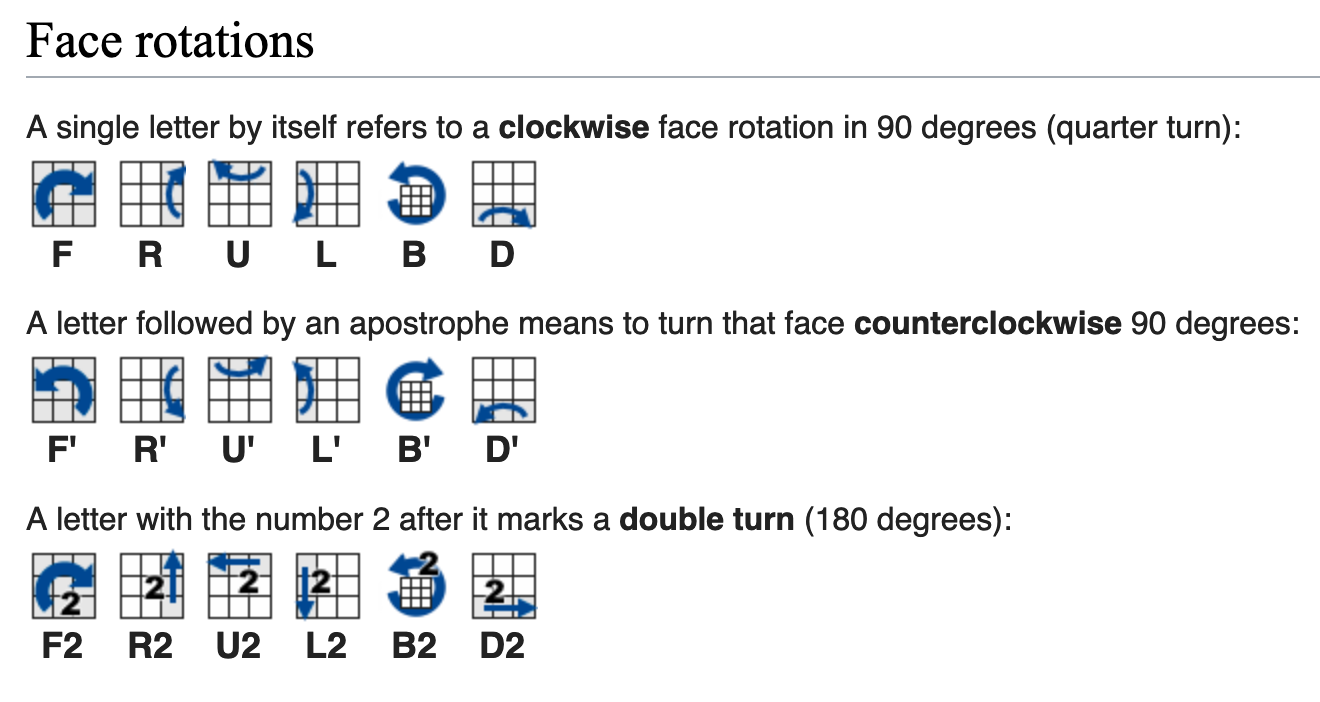 Face rotations
A single letter by itself refers to a clockwise face rotation in 90 degrees (quarter turn):
F R U L B D
A letter followed by an apostrophe means to turn that face counterclockwise 90 degrees:
F' R' U' L' B' D'
A letter with the number 2 after it marks a double turn (180 degrees):
2 2 2 2 2 2
F2 R2 U2 L2 B2 D2